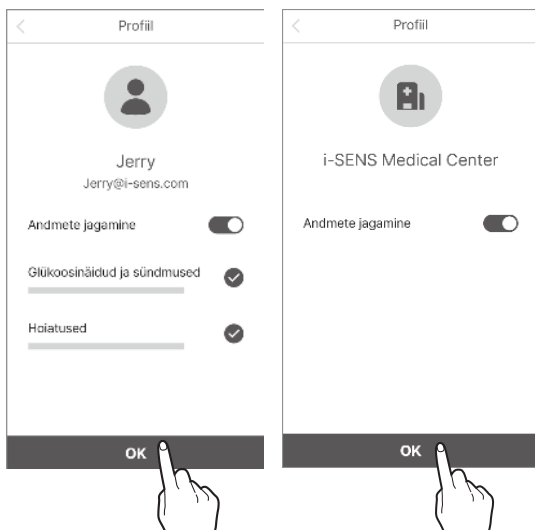 Profiil
Jerry
Jerry@i-sens.com
Andmete jagamine
Glükoosinäidud ja sündmused
Hoiatused
OK
Profiil
i-SENS Medical Center
Andmete jagamine
OK